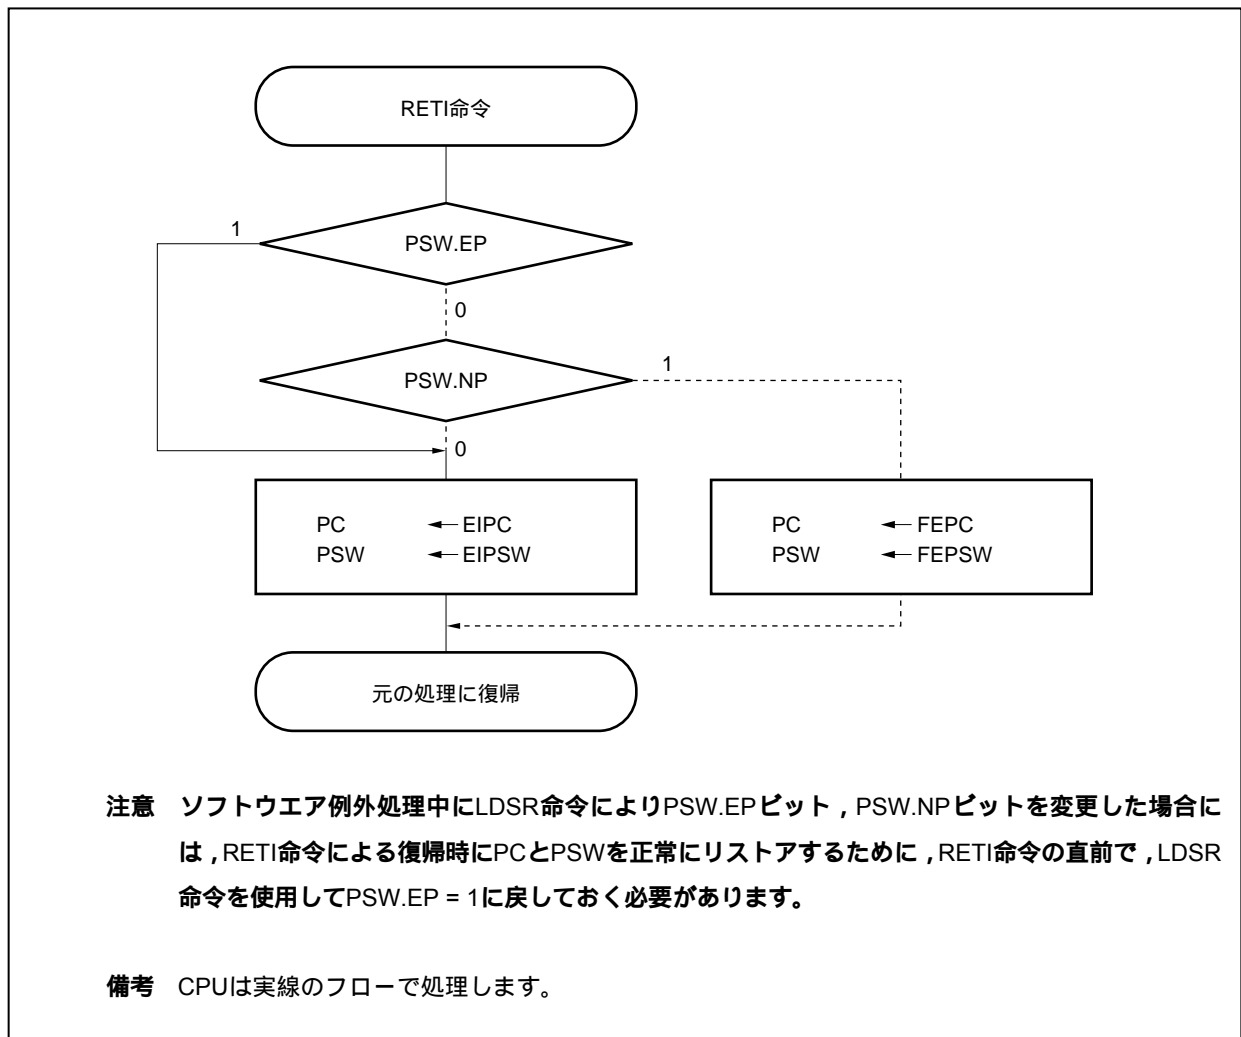 RETI命令
1
PSW.EP
0
PSW.NP
1
0
PC ← EIPC
PSW ← EIPSW
PC ← FEPC
PSW ← FEPSW
元の処理に復帰
注意 ソフトウエア例外処理中にLDSR命令によりPSW.EPビット，PSW.NPビットを変更した場合に
は，RETI命令による復帰時にPCとPSWを正常にリストアするために，RETI命令の直前で，LDSR
命令を使用してPSW.EP = 1に戻しておく必要があります。
備考 CPUは実線のフローで処理します。